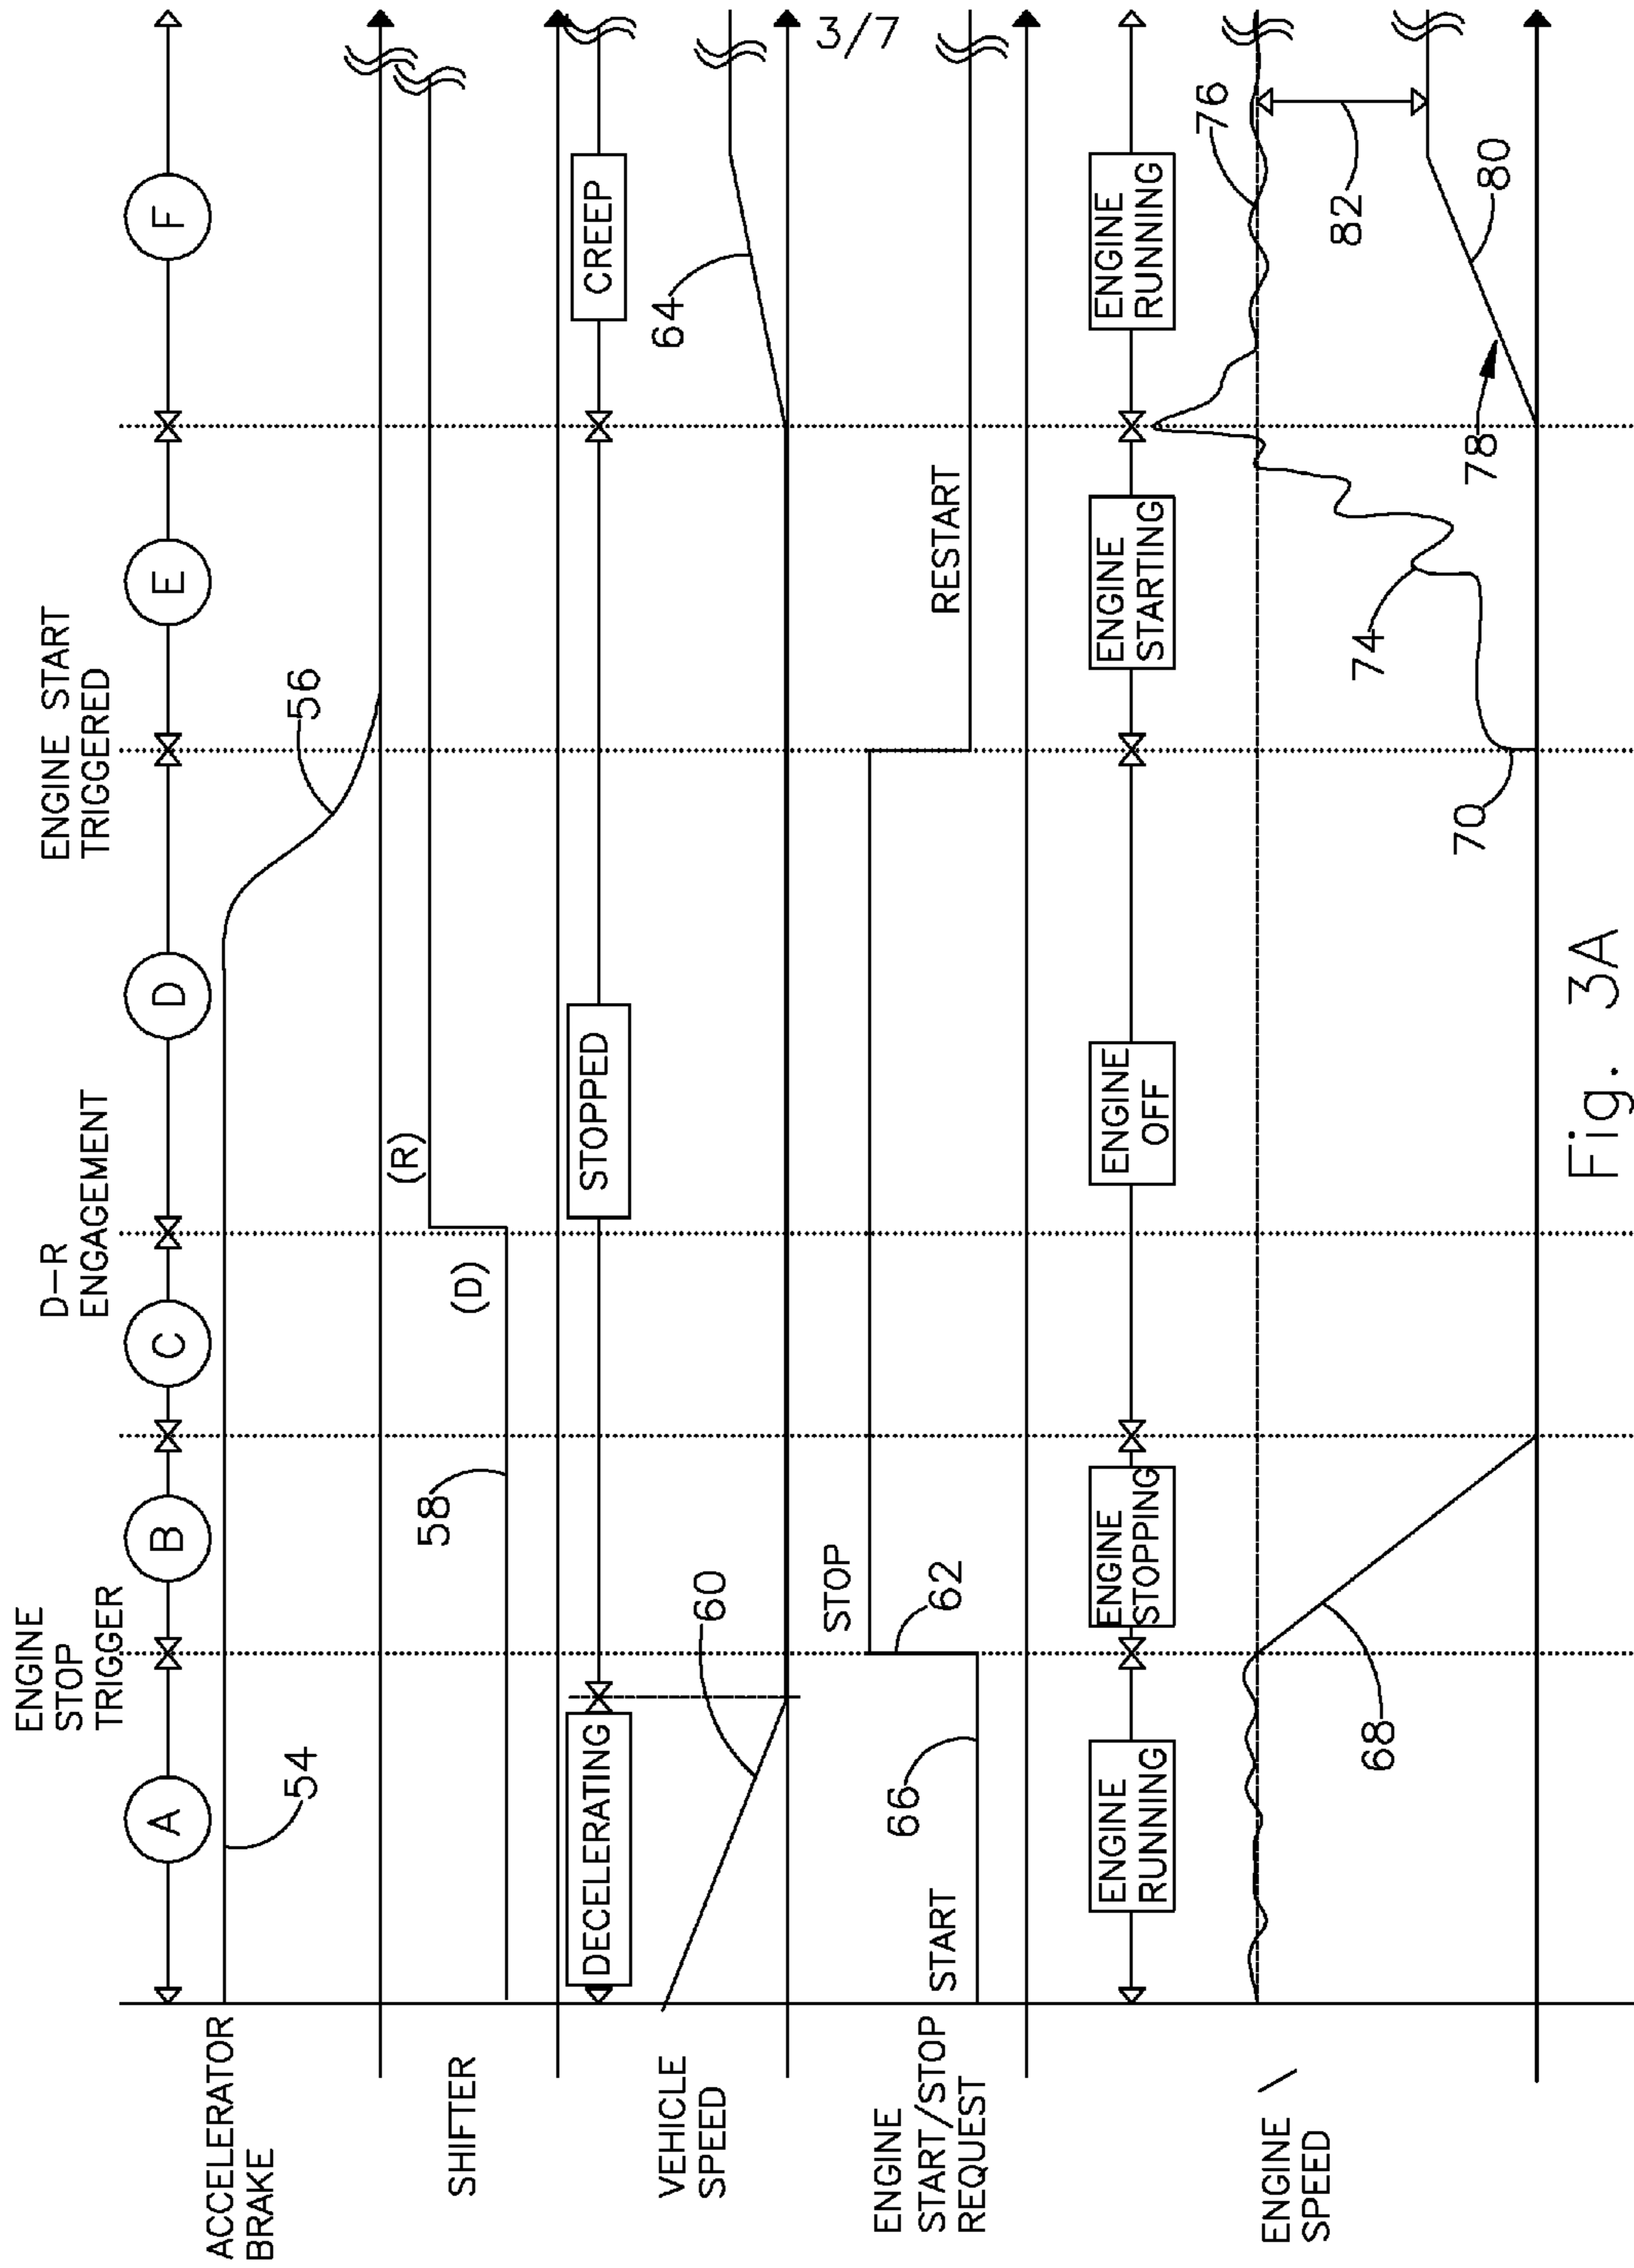 3/7
ENGINE
STOP
TRIGGER
D-R
ENGAGEMENT
ENGINE START
TRIGGERED
A
B
C
D
E
F
ACCELERATOR
BRAKE
54
56
SHIFTER
58
(D)
(R)
DECELERATING
STOPPED
CREEP
VEHICLE
SPEED
60
64
ENGINE
START/STOP
REQUEST
START
66
62
STOP
RESTART
ENGINE
RUNNING
ENGINE
STOPPING
ENGINE
OFF
ENGINE
STARTING
ENGINE
RUNNING
ENGINE
SPEED
68
70
74
76
78
80
82
Fig. 3A